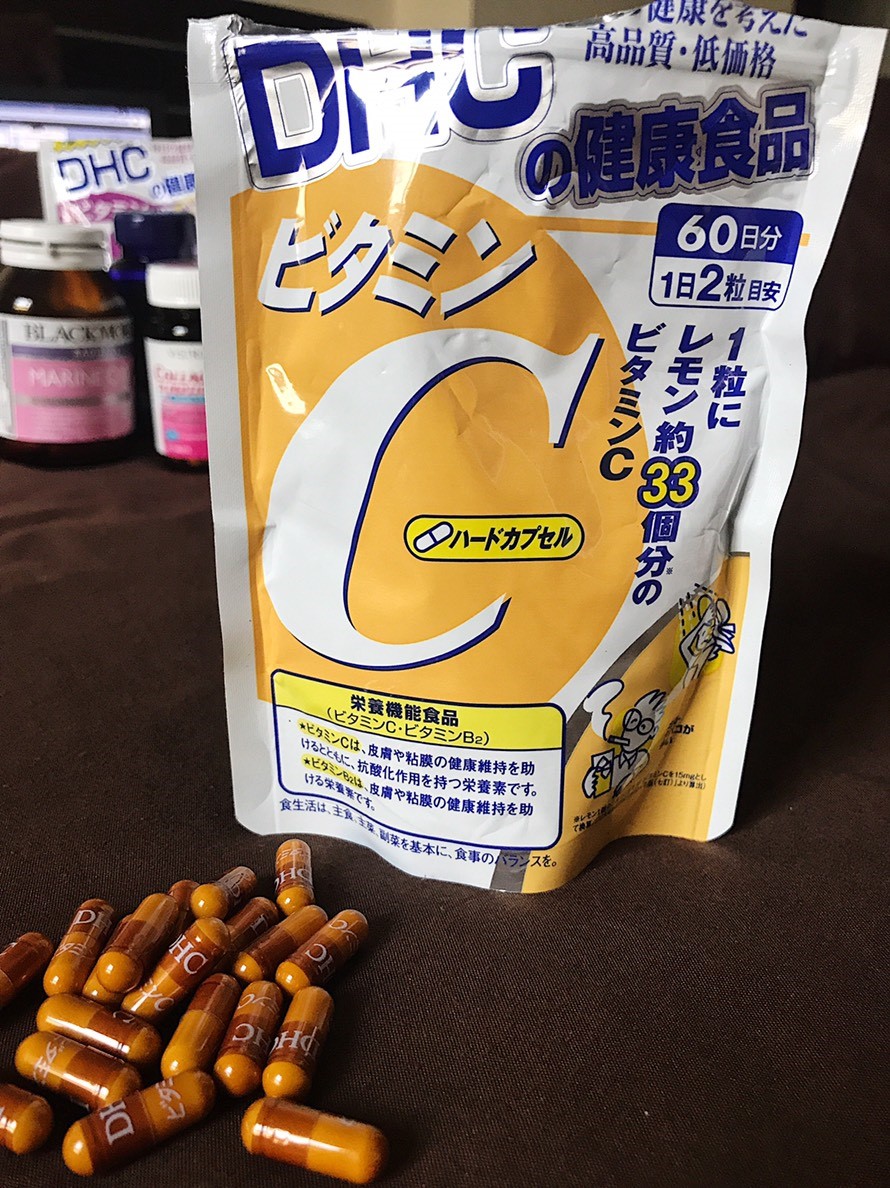 健康を考えた
高品質・低価格
DHC
の健康食品
ビタミン
C
60日分
1日2粒目安
1粒に
レモン約33個分の
ビタミンC
ハードカプセル
栄養機能食品
(ビタミンC・ビタミンB2)
★ビタミンCは、皮膚や粘膜の健康維持を助
けるとともに、抗酸化作用を持つ栄養素です。
★ビタミンB2は、皮膚や粘膜の健康維持を助
ける栄養素です。
食生活は、主食、主菜、副菜を基本に、食事のバランスを。
DHC
BLACKMO
MARINE
DHC
DHC
DHC
DHC